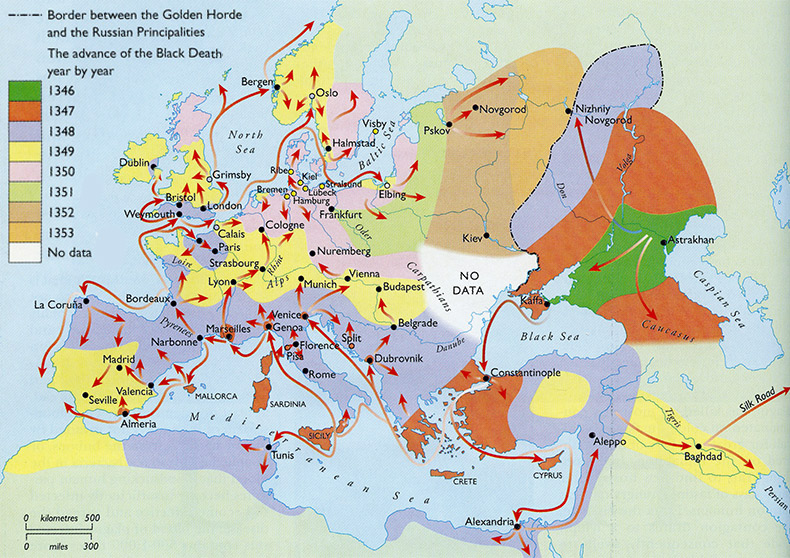 Border between the Golden Horde
and the Russian Principalities
The advance of the Black Death
year by year
1346
1347
1348
1349
1350
1351
1352
1353
No data
Bergen
Oslo
Novgorod
Nizhniy
Novgorod
Pskov
Visby
Halmstad
North
Sea
Baltic Sea
Dublin
Grimsby
Ribe
Kiel
Stralsund
Lübeck
Bremen
Hamburg
Elbing
Bristol
London
Weymouth
Frankfurt
Don
Volga
Calais
Cologne
Oder
Kiev
Astrakhan
Paris
Loire
Nuremberg
Strasbourg
Rhine
Carpathians
NO
DATA
Caspian Sea
Alps
Vienna
Lyon
Munich
Budapest
La Coruña
Bordeaux
Kaffa
Venice
Marseilles
Genoa
Belgrade
Black Sea
Caucasus
Pyrenees
Narbonne
Florence
Split
Danube
Pisa
Dubrovnik
Madrid
Rome
Constantinople
Valencia
MALLORCA
SARDINIA
Silk Road
Seville
Almeria
Mediterranean Sea
SICILY
Aleppo
Tigris
Baghdad
Tunis
CRETE
CYPRUS
Persian
Alexandria
0 kilometres 500
0 miles 300